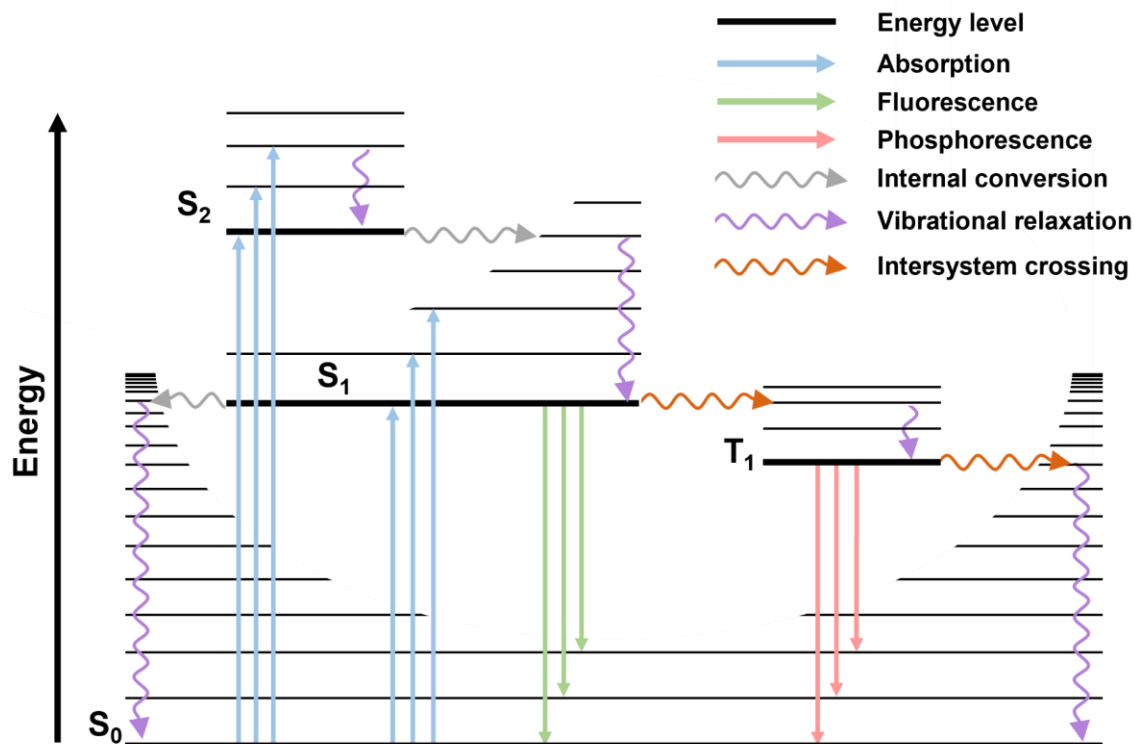 Energy level
Absorption
Fluorescence
Phosphorescence
Internal conversion
Vibrational relaxation
Intersystem crossing
S₂
S₁
T₁
Energy
S₀